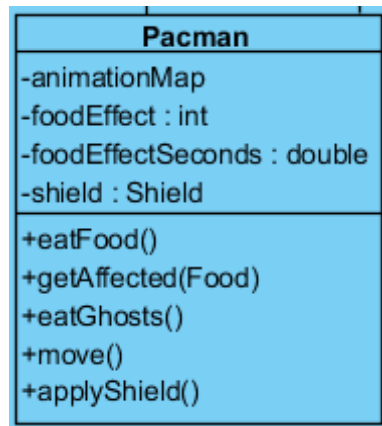 Pacman
-animationMap
-foodEffect : int
-foodEffectSeconds : double
-shield : Shield
+eatFood()
+getAffected(Food)
+eatGhosts()
+move()
+applyShield()